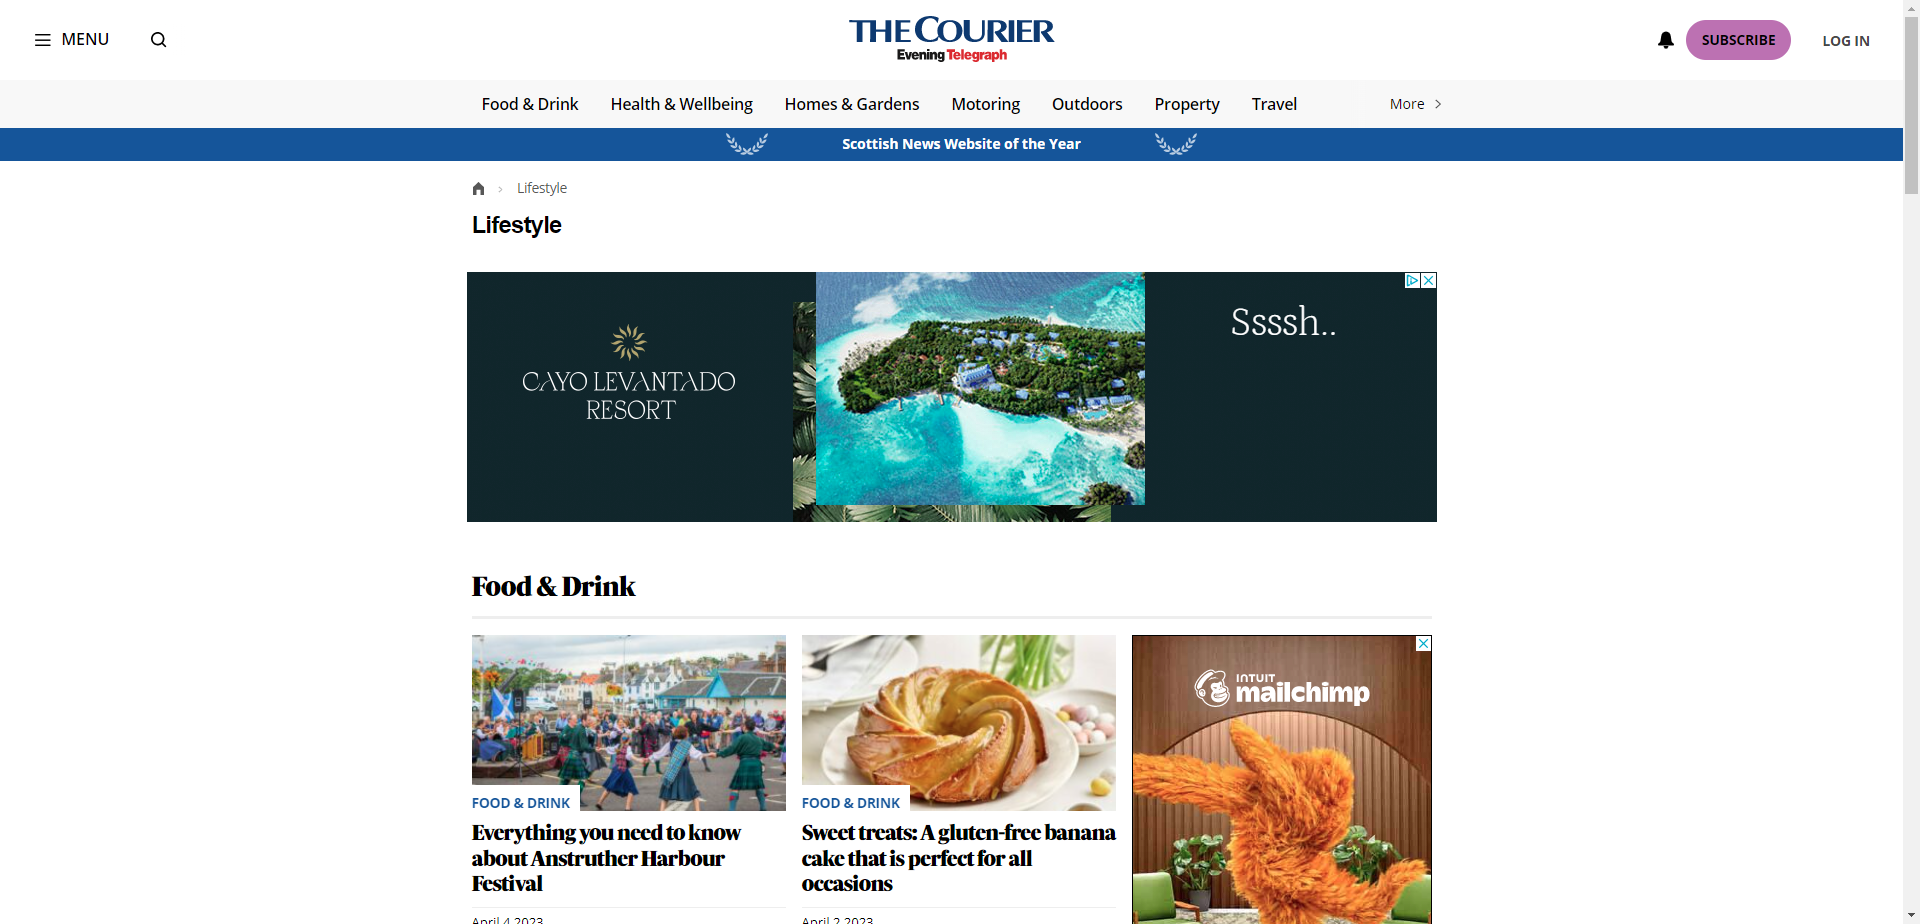 MENU
THE COURIER
Evening Telegraph
SUBSCRIBE
LOG IN
Food & Drink
Health & Wellbeing
Homes & Gardens
Motoring
Outdoors
Property
Travel
More
Scottish News Website of the Year
Lifestyle
Lifestyle
CAYO LEVANTADO
RESORT
Ssssh..
Food & Drink
FOOD & DRINK
Everything you need to know
about Anstruther Harbour
Festival
April 4 2023
FOOD & DRINK
Sweet treats: A gluten-free banana
cake that is perfect for all
occasions
April 2 2023
INTUIT
mailchimp